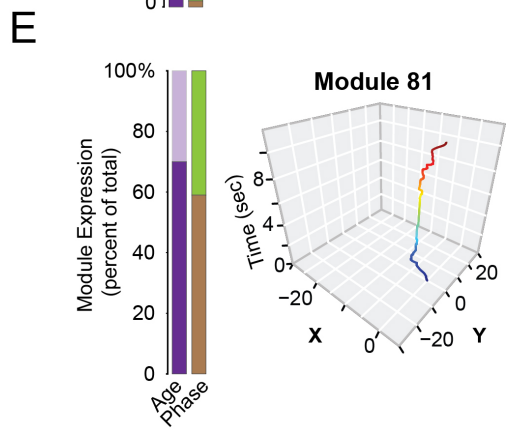 0
E
100%
80
60
40
20
0
Module Expression
(percent of total)
Age
Phase
Module 81
Time (sec)
8
4
0
−20
0
X
20
0
−20
Y